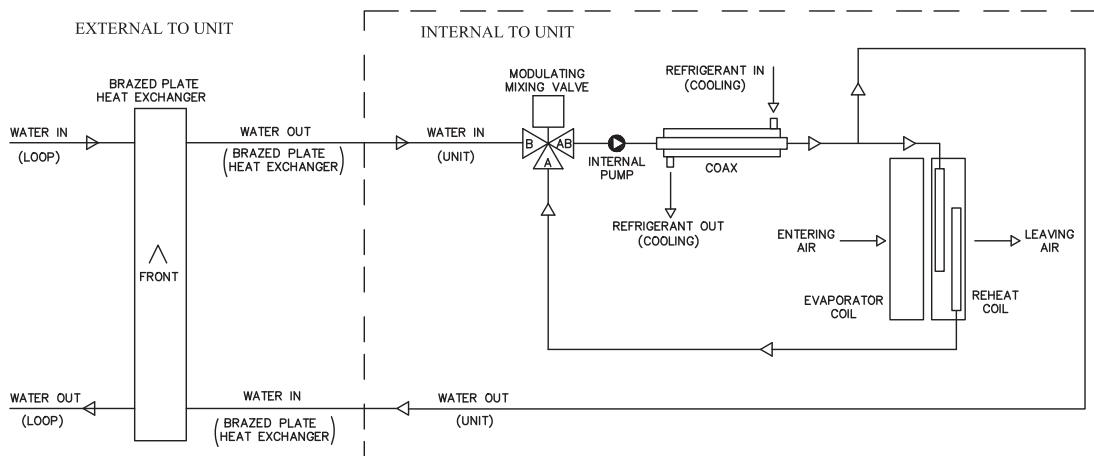 EXTERNAL TO UNIT
INTERNAL TO UNIT
BRAZED PLATE
HEAT EXCHANGER
MODULATING
MIXING VALVE
REFRIGERANT IN
(COOLING)
WATER IN
(LOOP)
WATER OUT
(BRAZED PLATE
HEAT EXCHANGER)
WATER IN
(UNIT)
B
AB
A
INTERNAL
PUMP
COAX
REFRIGERANT OUT
(COOLING)
ENTERING
AIR
LEAVING
AIR
FRONT
EVAPORATOR
COIL
REHEAT
COIL
WATER OUT
(LOOP)
WATER IN
(BRAZED PLATE
HEAT EXCHANGER)
WATER OUT
(UNIT)